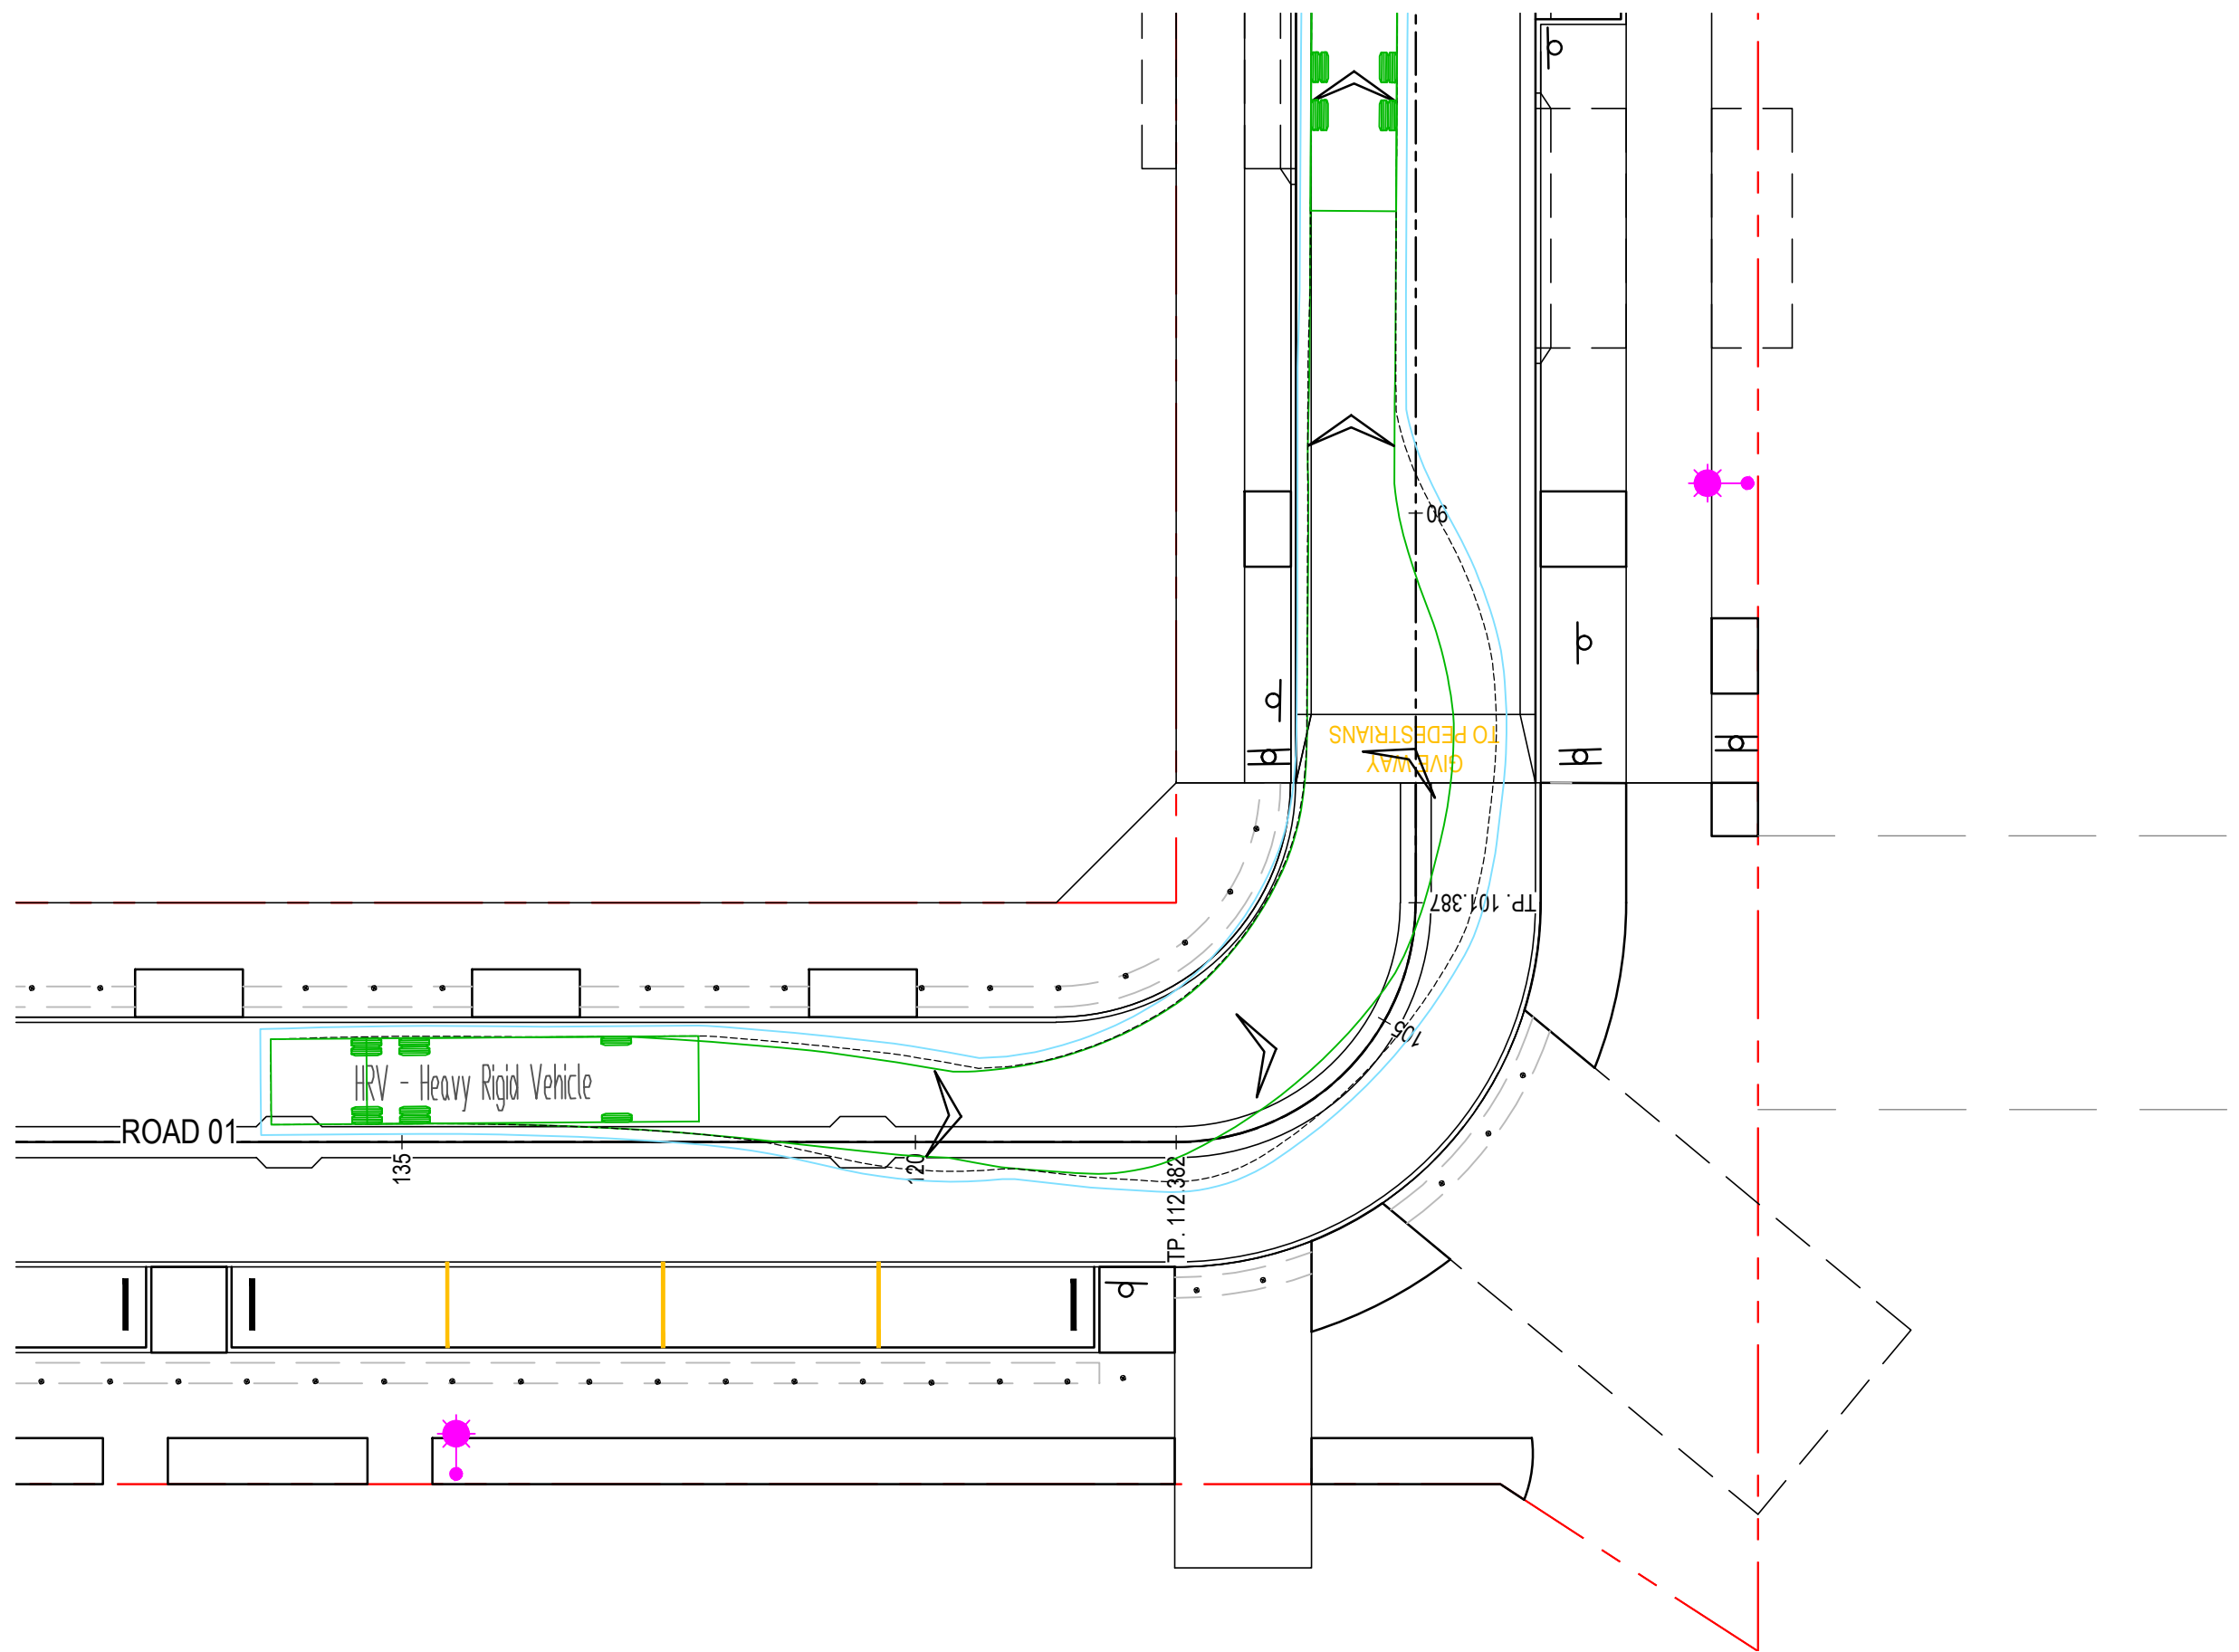 90
GIVE WAY
TO PEDESTRIANS
TP. 101.387
105
HRV - Heavy Rigid Vehicle
ROAD 01
135
120
TP. 112.382